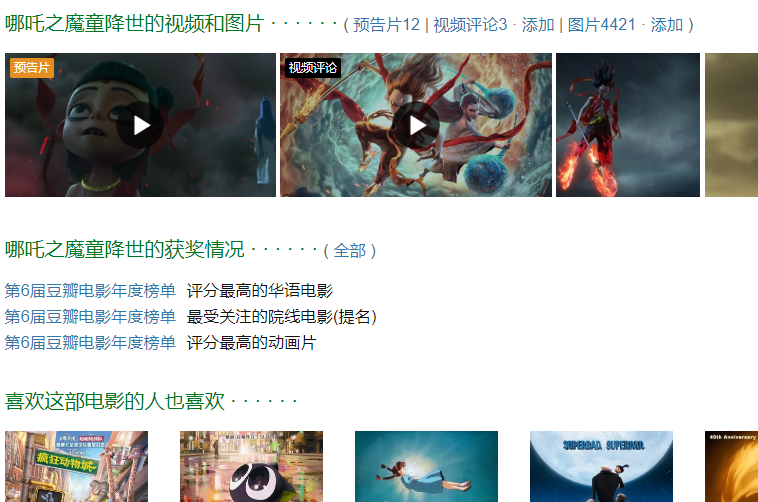 哪吒之魔童降世的视频和图片 · · · · · · ( 预告片12 | 视频评论3 · 添加 | 图片4421 · 添加 )
预告片
视频评论
哪吒之魔童降世的获奖情况 · · · · · · ( 全部 )
第6届豆瓣电影年度榜单 评分最高的华语电影
第6届豆瓣电影年度榜单 最受关注的院线电影(提名)
第6届豆瓣电影年度榜单 评分最高的动画片
喜欢这部电影的人也喜欢 · · · · · ·
疯狂动物城
SUPERBAD. SUPERDAD.
40th Anniversary